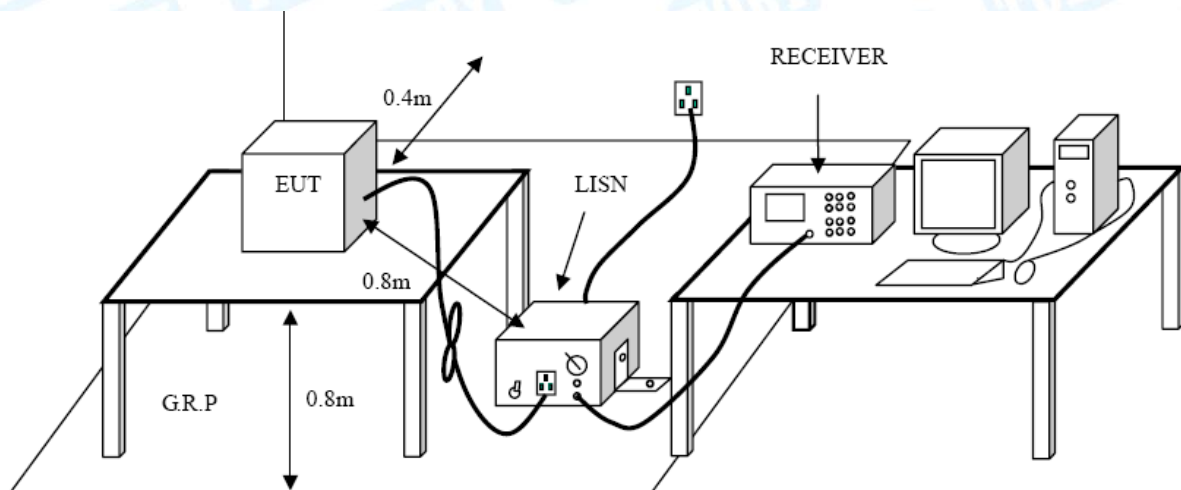 RECEIVER
0.4m
EUT
LISN
0.8m
G.R.P
0.8m